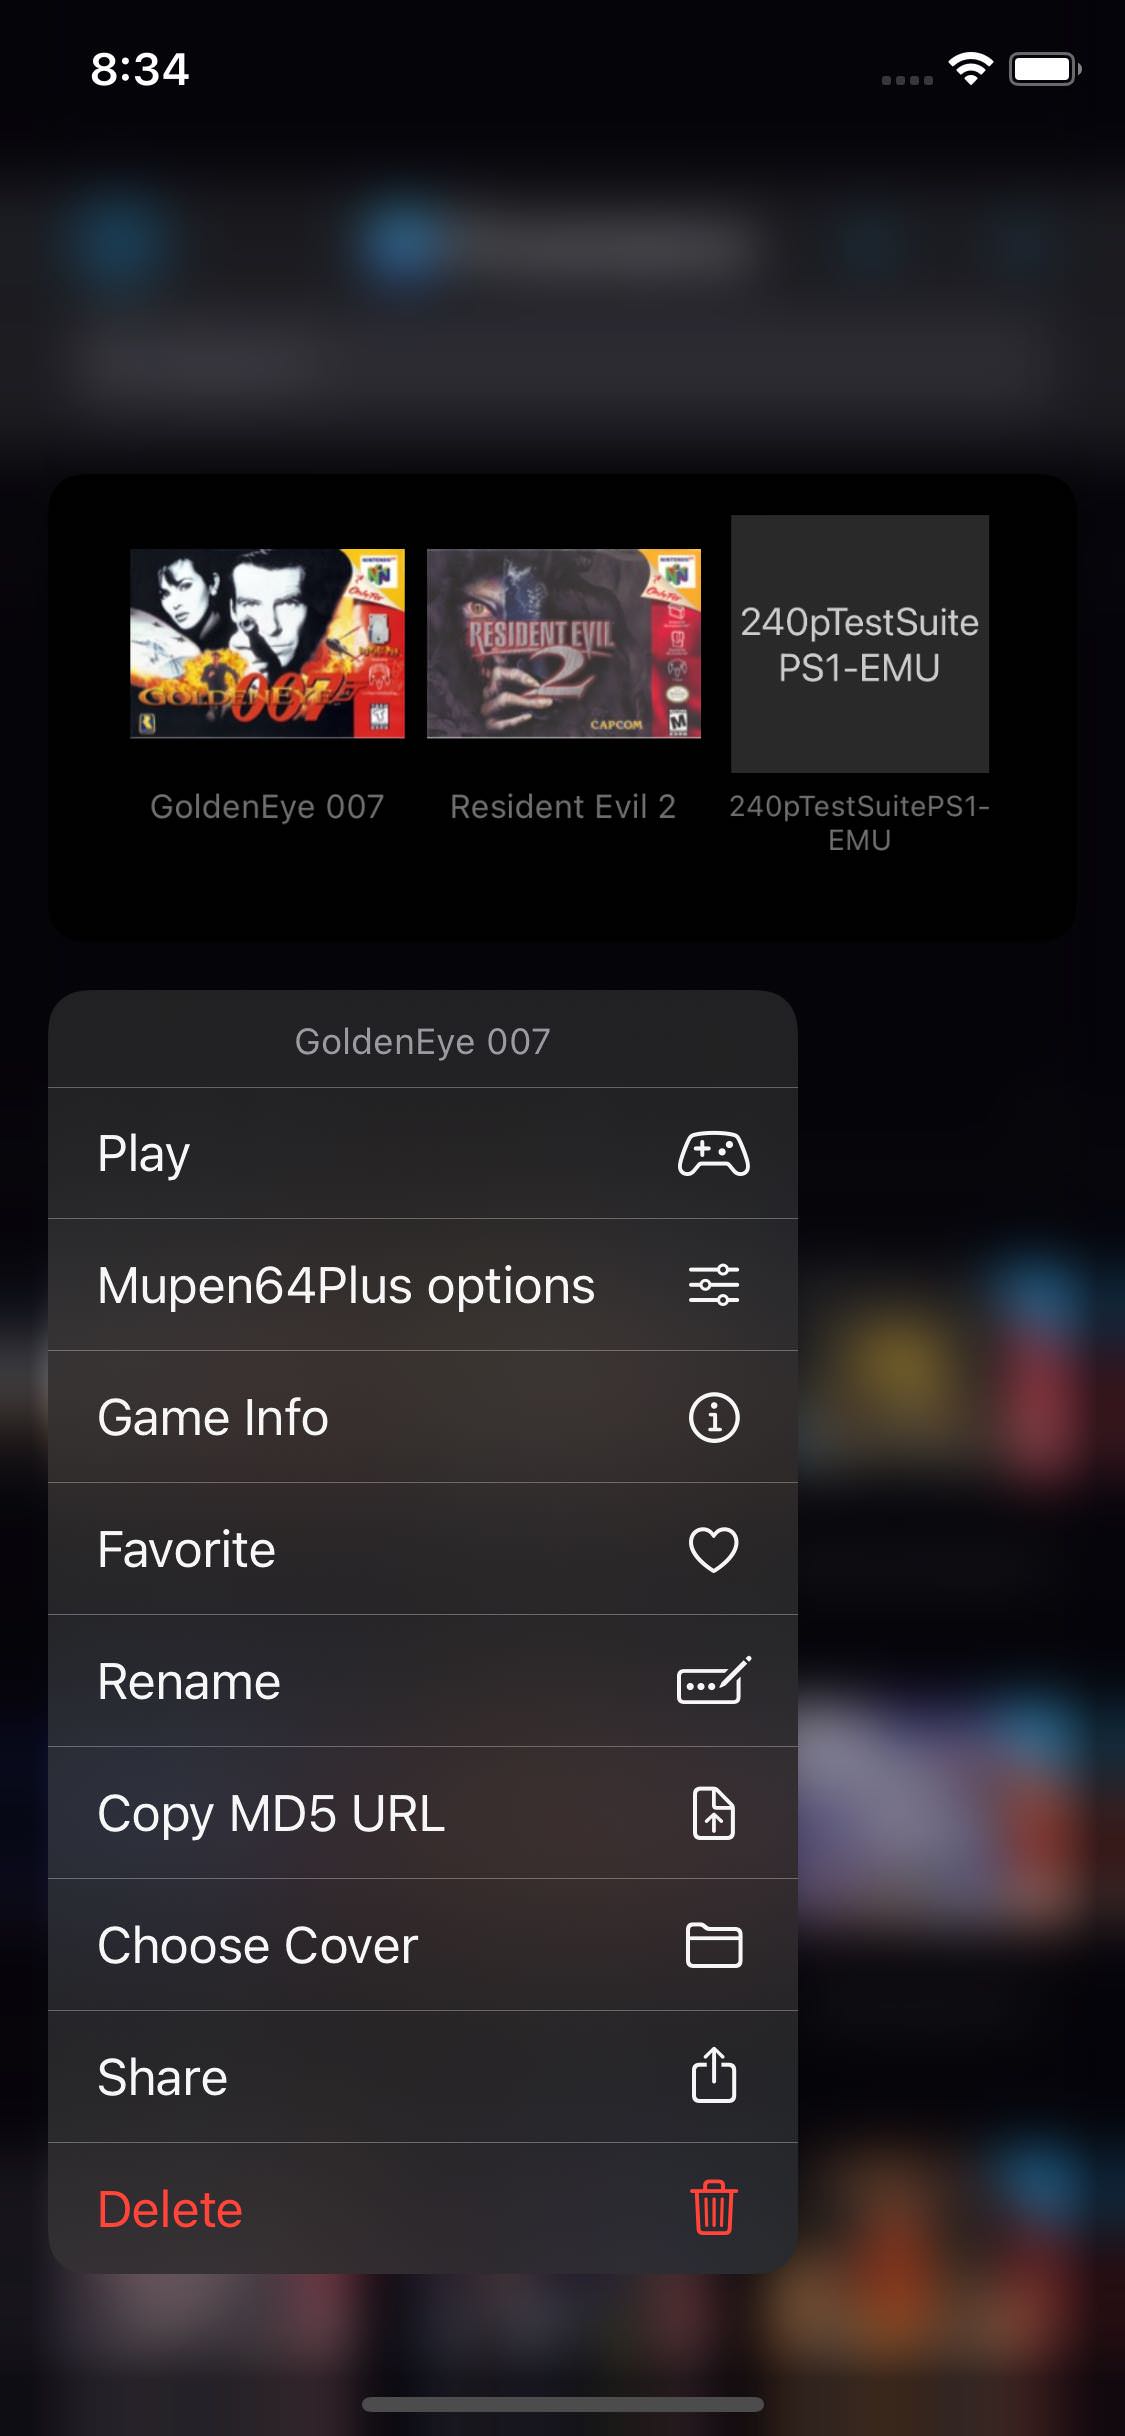 8:34
GOLDENEYE 007
RESIDENT EVIL
2
CAPCOM
240pTestSuite
PS1-EMU
GoldenEye 007
Resident Evil 2
240pTestSuitePS1-
EMU
GoldenEye 007
Play
Mupen64Plus options
Game Info
Favorite
Rename
Copy MD5 URL
Choose Cover
Share
Delete